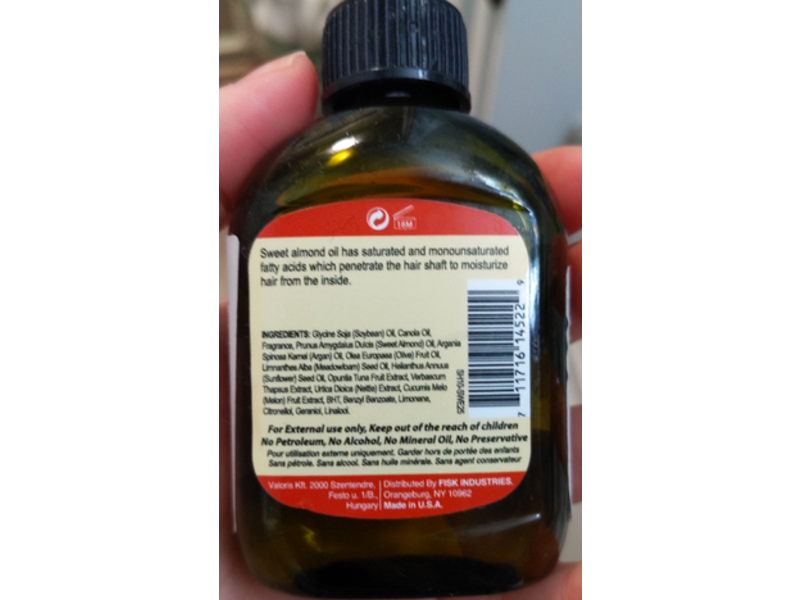 18M
Sweet almond oil has saturated and monounsaturated
fatty acids which penetrate the hair shaft to moisturize
hair from the inside.
INGREDIENTS: Glycine Soja (Soybean) Oil, Canola Oil,
Fragrance, Prunus Amygdalus Dulcis (Sweet Almond) Oil, Argania
Spinosa Kernel (Argan) Oil, Olea Europaea (Olive) Fruit Oil,
Limnanthes Alba (Meadowfoam) Seed Oil, Helianthus Annuus
(Sunflower) Seed Oil, Opuntia Tuna Fruit Extract, Verbascum
Thapsus Extract, Urtica Dioica (Nettle) Extract, Cucumis Melo
(Melon) Fruit Extract, BHT, Benzyl Benzoate, Limonene,
Citronellol, Geraniol, Linalool.
7 11716 14522 9
SH10-SWE25
For External use only, Keep out of the reach of children
No Petroleum, No Alcohol, No Mineral Oil, No Preservative
Pour utilisation externe uniquement. Garder hors de portée des enfants
Sans pétrole. Sans alcool. Sans huile minérale. Sans agent conservateur
Valoris Kft. 2000 Szentendre,
Festo u. 1/B.,
Hungary
Distributed By FISK INDUSTRIES,
Orangeburg, NY 10962
Made in U.S.A.